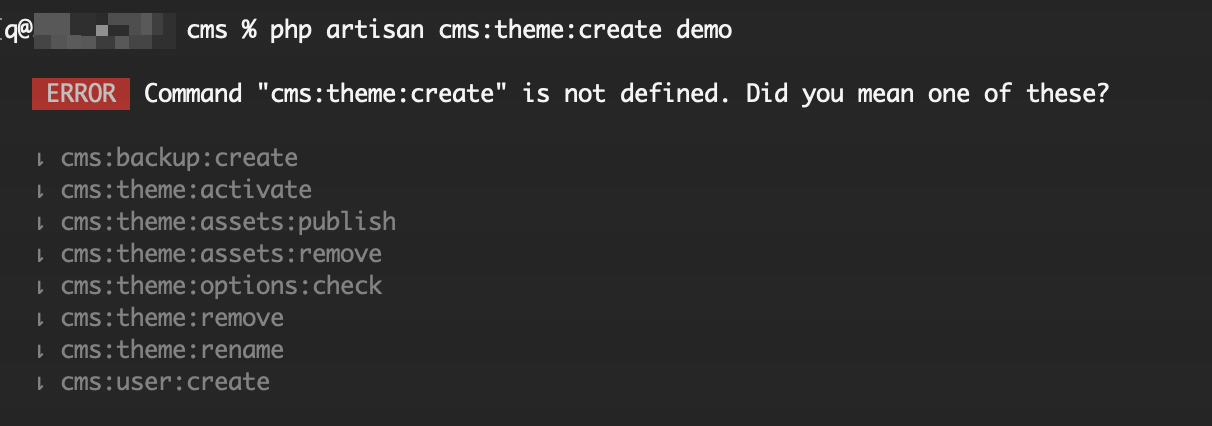 q@ cms % php artisan cms:theme:create demo
ERROR Command "cms:theme:create" is not defined. Did you mean one of these?
⇂ cms:backup:create
⇂ cms:theme:activate
⇂ cms:theme:assets:publish
⇂ cms:theme:assets:remove
⇂ cms:theme:options:check
⇂ cms:theme:remove
⇂ cms:theme:rename
⇂ cms:user:create